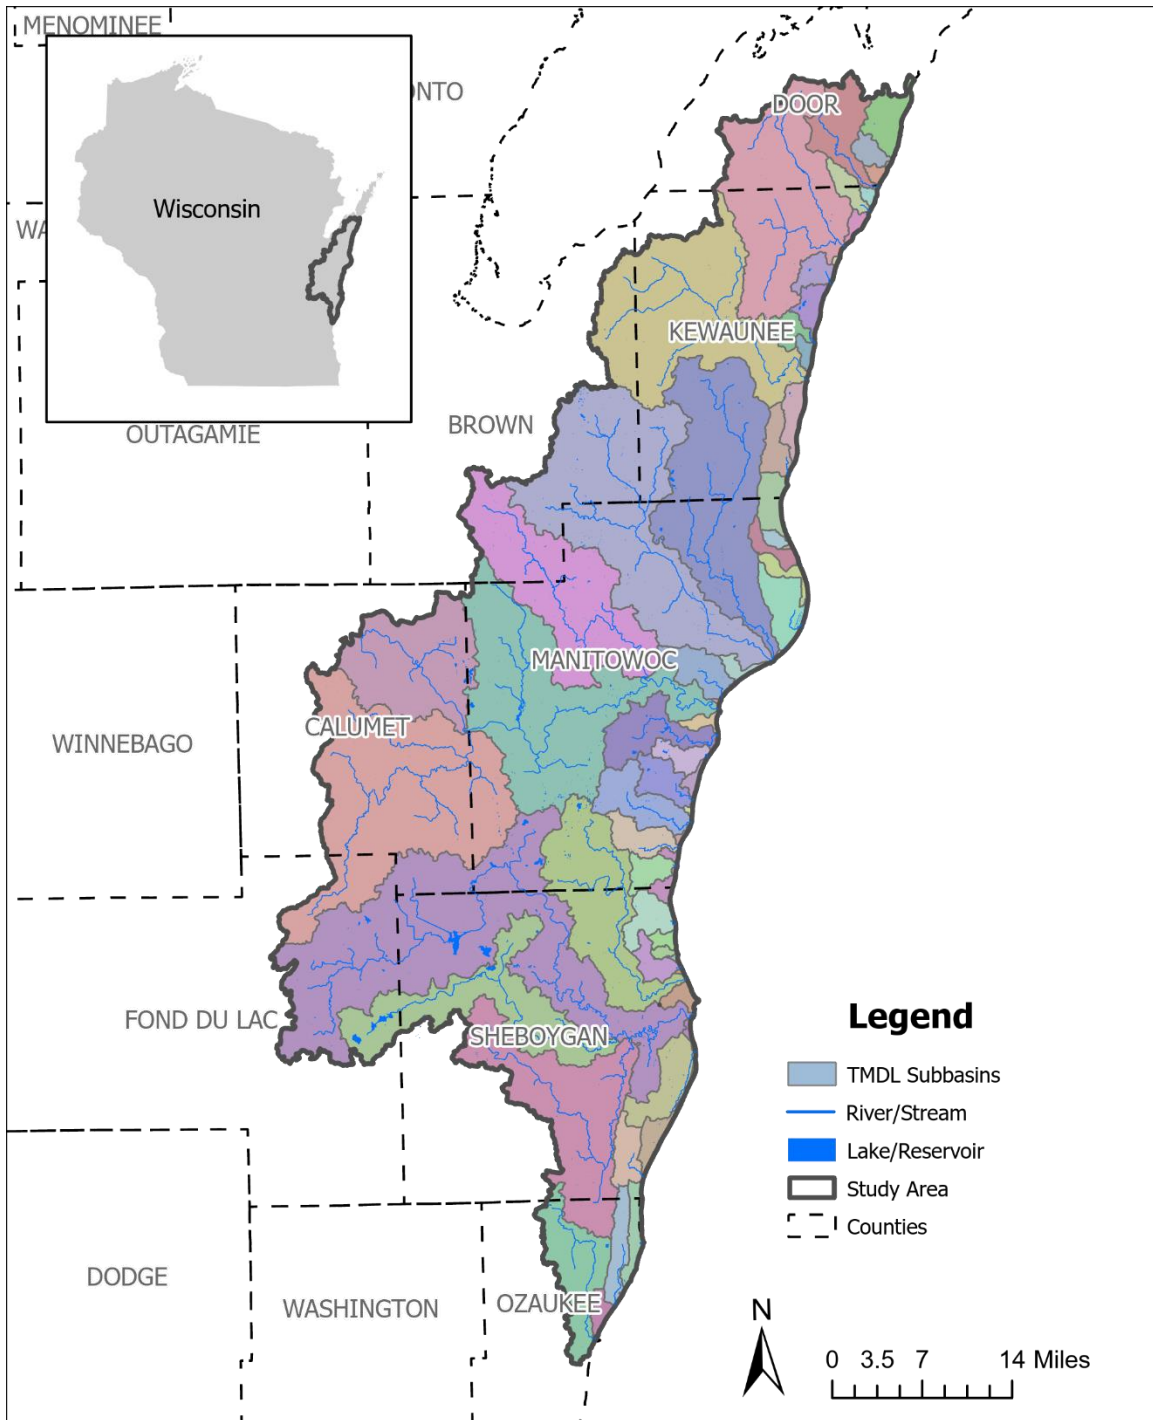 MENOMINEE
ONTO
DOOR
Wisconsin
WA
KEWAUNEE
BROWN
OUTAGAMIE
MANITOWOC
CALUMET
WINNEBAGO
FOND DU LAC
SHEBOYGAN
Legend
TMDL Subbasins
River/Stream
Lake/Reservoir
Study Area
Counties
DODGE
WASHINGTON
OZAUKEE
N
0 3.5 7 14 Miles